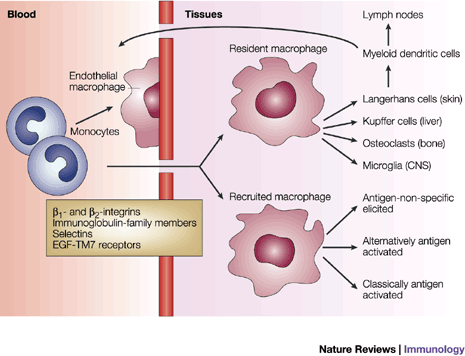 Blood
Tissues
Lymph nodes
Resident macrophage
Myeloid dendritic cells
Endothelial
macrophage
Monocytes
Langerhans cells (skin)
Kupffer cells (liver)
Osteoclasts (bone)
Microglia (CNS)
β1- and β2-integrins
Immunoglobulin-family members
Selectins
EGF-TM7 receptors
Recruited macrophage
Antigen-non-specific
elicited
Alternatively antigen
activated
Classically antigen
activated
Nature Reviews | Immunology